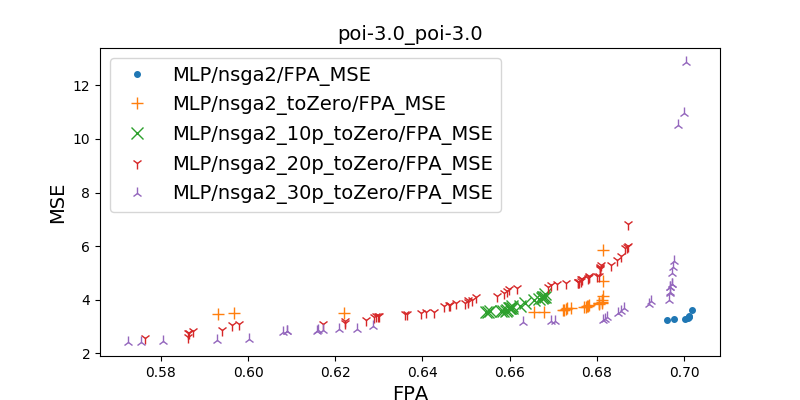 poi-3.0_poi-3.0
MLP/nsga2/FPA_MSE
MLP/nsga2_toZero/FPA_MSE
MLP/nsga2_10p_toZero/FPA_MSE
MLP/nsga2_20p_toZero/FPA_MSE
MLP/nsga2_30p_toZero/FPA_MSE
MSE
12
10
8
6
4
2
0.58 0.60 0.62 0.64 0.66 0.68 0.70
FPA